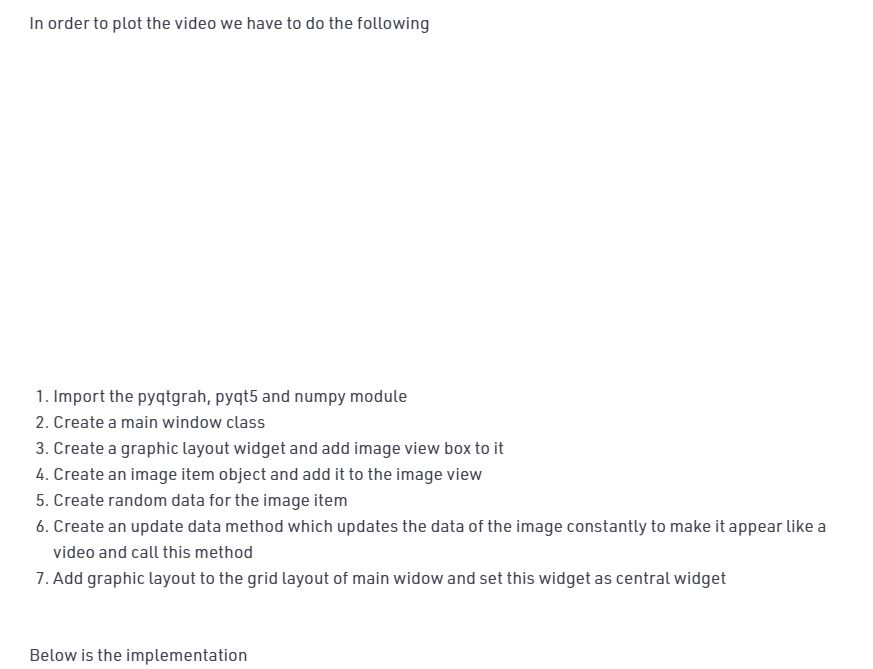 In order to plot the video we have to do the following
1. Import the pyqtgrah, pyqt5 and numpy module
2. Create a main window class
3. Create a graphic layout widget and add image view box to it
4. Create an image item object and add it to the image view
5. Create random data for the image item
6. Create an update data method which updates the data of the image constantly to make it appear like a
video and call this method
7. Add graphic layout to the grid layout of main widow and set this widget as central widget
Below is the implementation